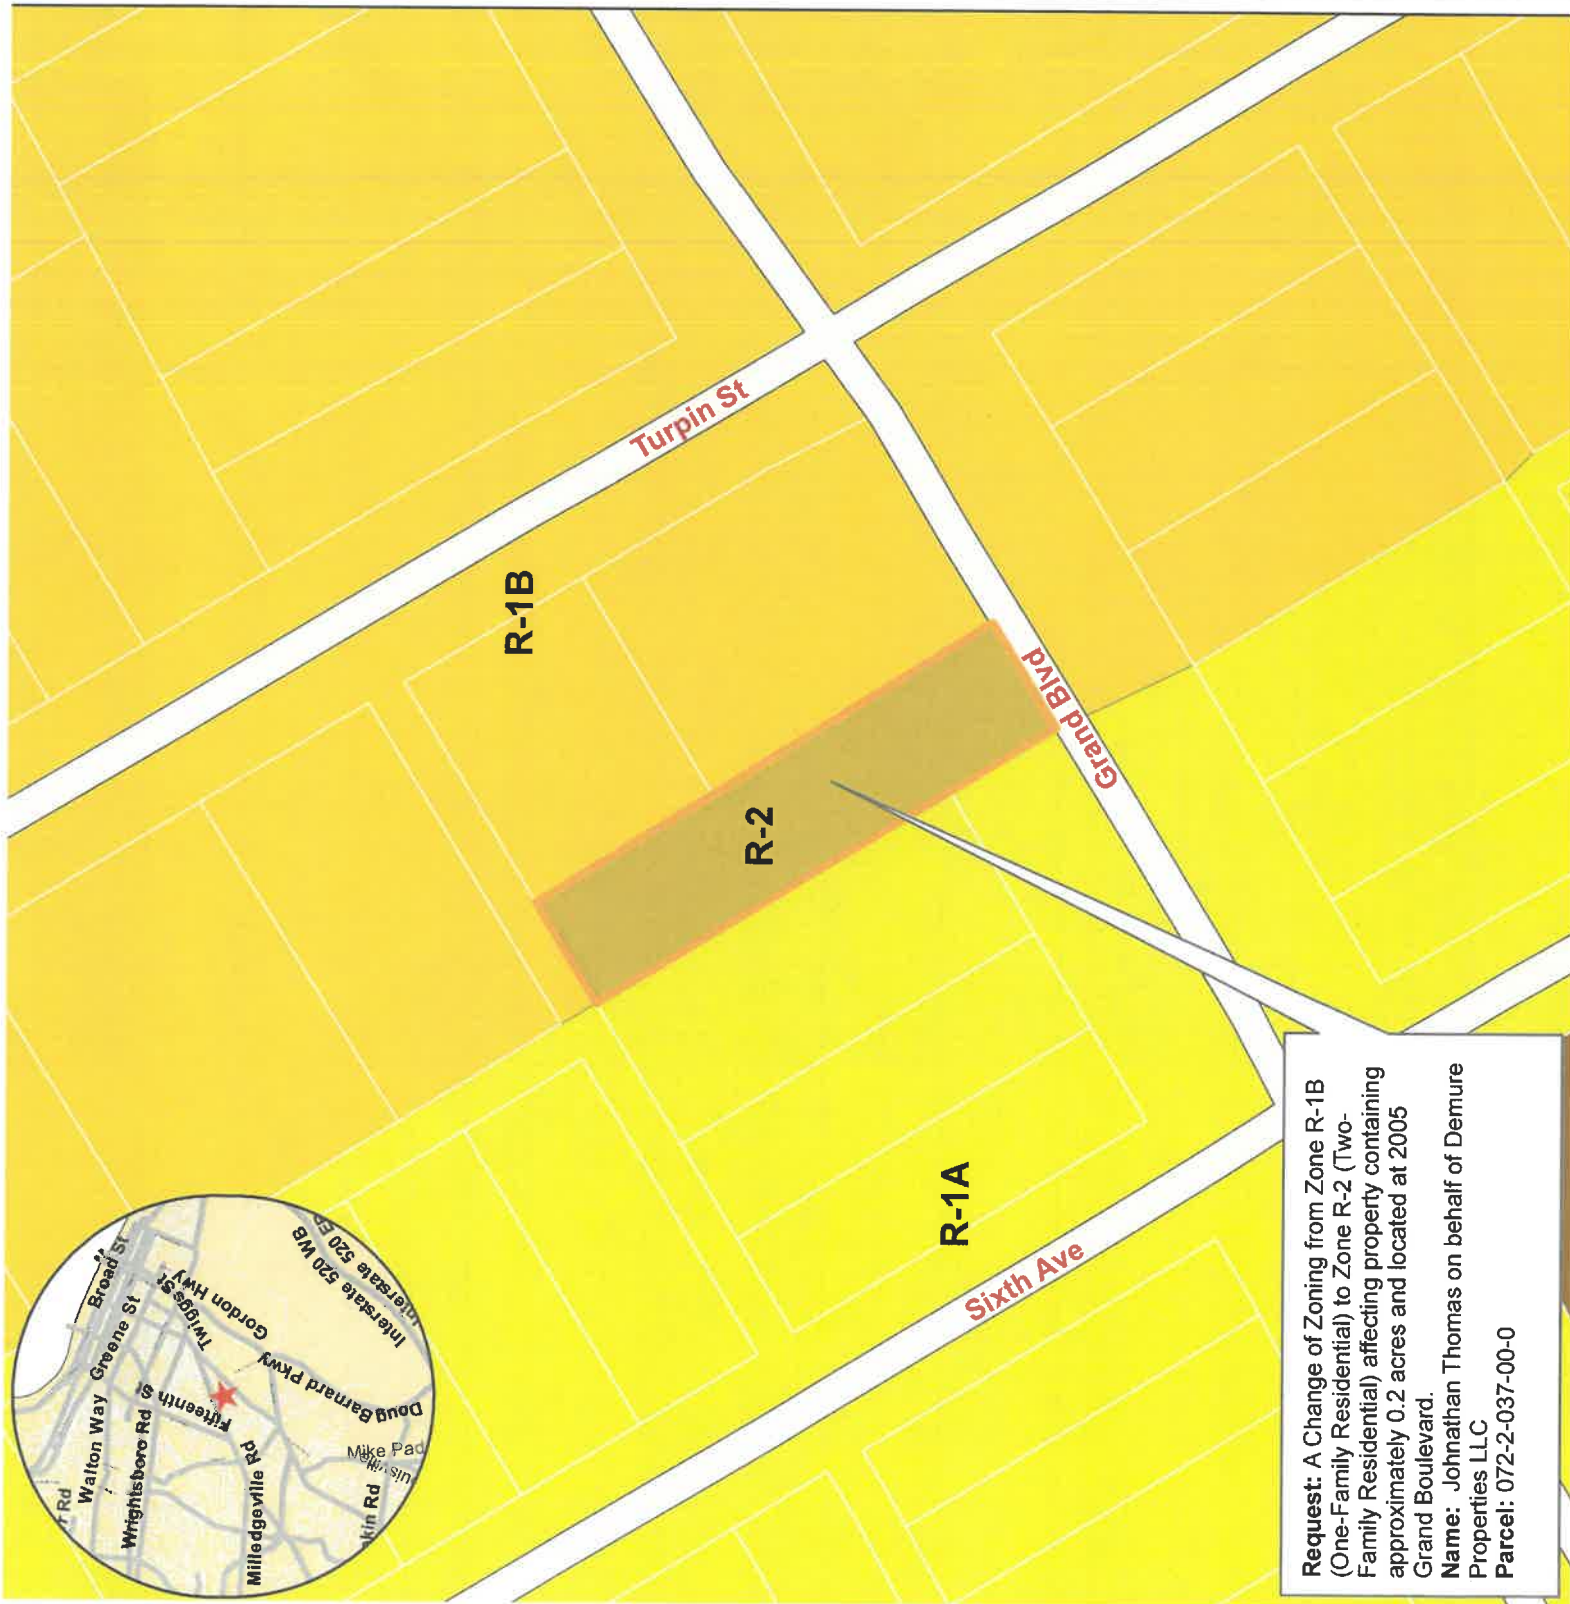 Broad St
Greene St
Walton Way
Twiggs St
Gordon Hwy
Fifteenth St
Wrightsboro Rd
Milledgeville Rd
Doug Barnard Pkwy
Interstate 520 WB
Interstate 520
Mike Pad
Rd
kin Rd
R-1B
Turpin St
R-2
Grand Blvd
R-1A
Sixth Ave
Request: A Change of Zoning from Zone R-1B
(One-Family Residential) to Zone R-2 (Two-
Family Residential) affecting property containing
approximately 0.2 acres and located at 2005
Grand Boulevard.
Name: Johnathan Thomas on behalf of Demure
Properties LLC
Parcel: 072-2-037-00-0